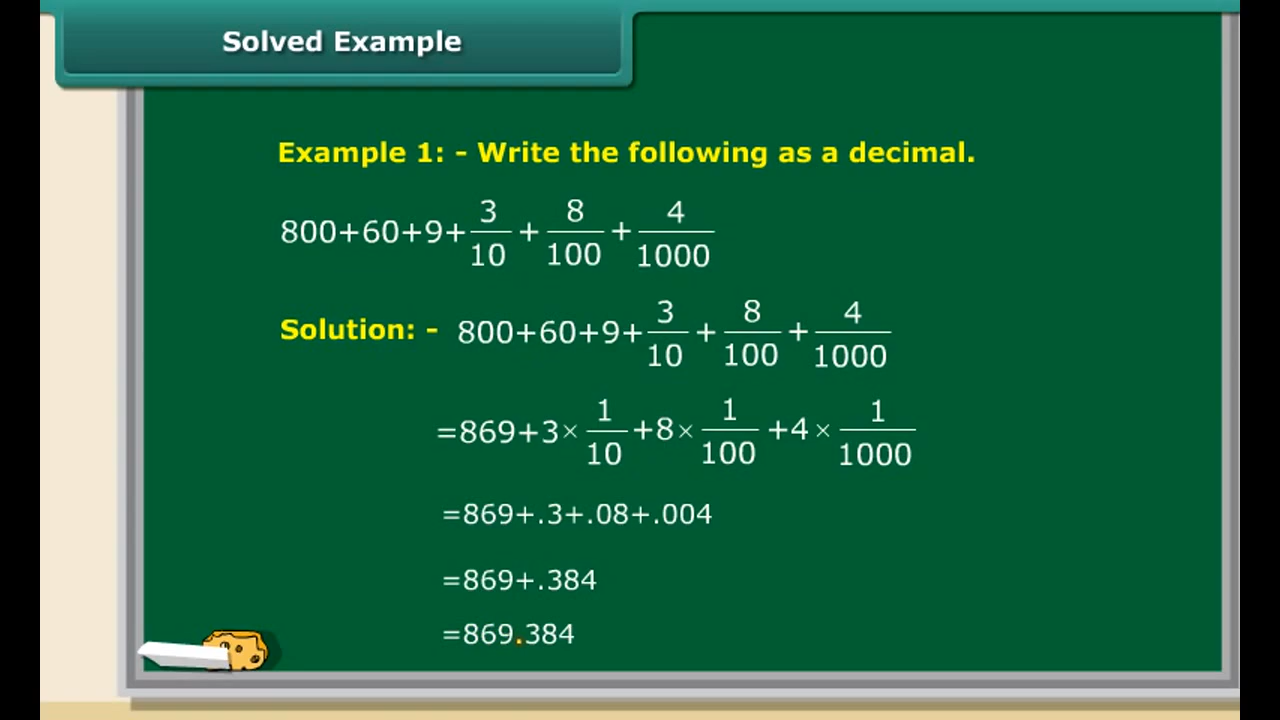 Solved Example
Example 1: - Write the following as a decimal.
800+60+9+3/10+8/100+4/1000
Solution: - 800+60+9+3/10+8/100+4/1000
=869+3×1/10+8×1/100+4×1/1000
=869+.3+.08+.004
=869+.384
=869.384